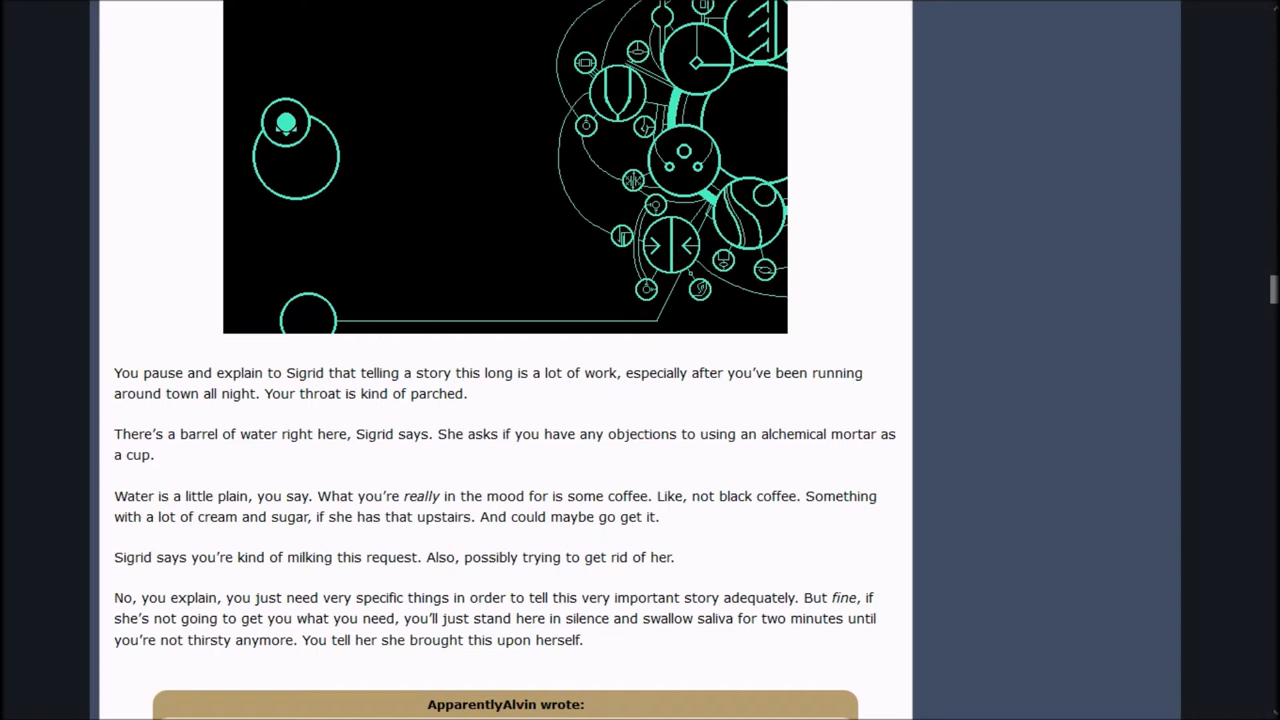 You pause and explain to Sigrid that telling a story this long is a lot of work, especially after you’ve been running
around town all night. Your throat is kind of parched.
There’s a barrel of water right here, Sigrid says. She asks if you have any objections to using an alchemical mortar as
a cup.
Water is a little plain, you say. What you’re really in the mood for is some coffee. Like, not black coffee. Something
with a lot of cream and sugar, if she has that upstairs. And could maybe go get it.
Sigrid says you’re kind of milking this request. Also, possibly trying to get rid of her.
No, you explain, you just need very specific things in order to tell this very important story adequately. But fine, if
she’s not going to get you what you need, you’ll just stand here in silence and swallow saliva for two minutes until
you’re not thirsty anymore. You tell her she brought this upon herself.
ApparentlyAlvin wrote: